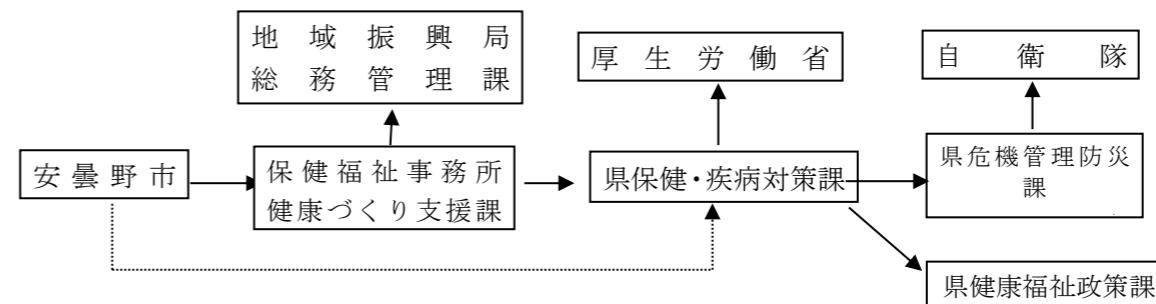 地域振興局
総務管理課
厚生労働省
自衛隊
安曇野市
保健福祉事務所
健康づくり支援課
県保健・疾病対策課
県危機管理防災
課
県健康福祉政策課